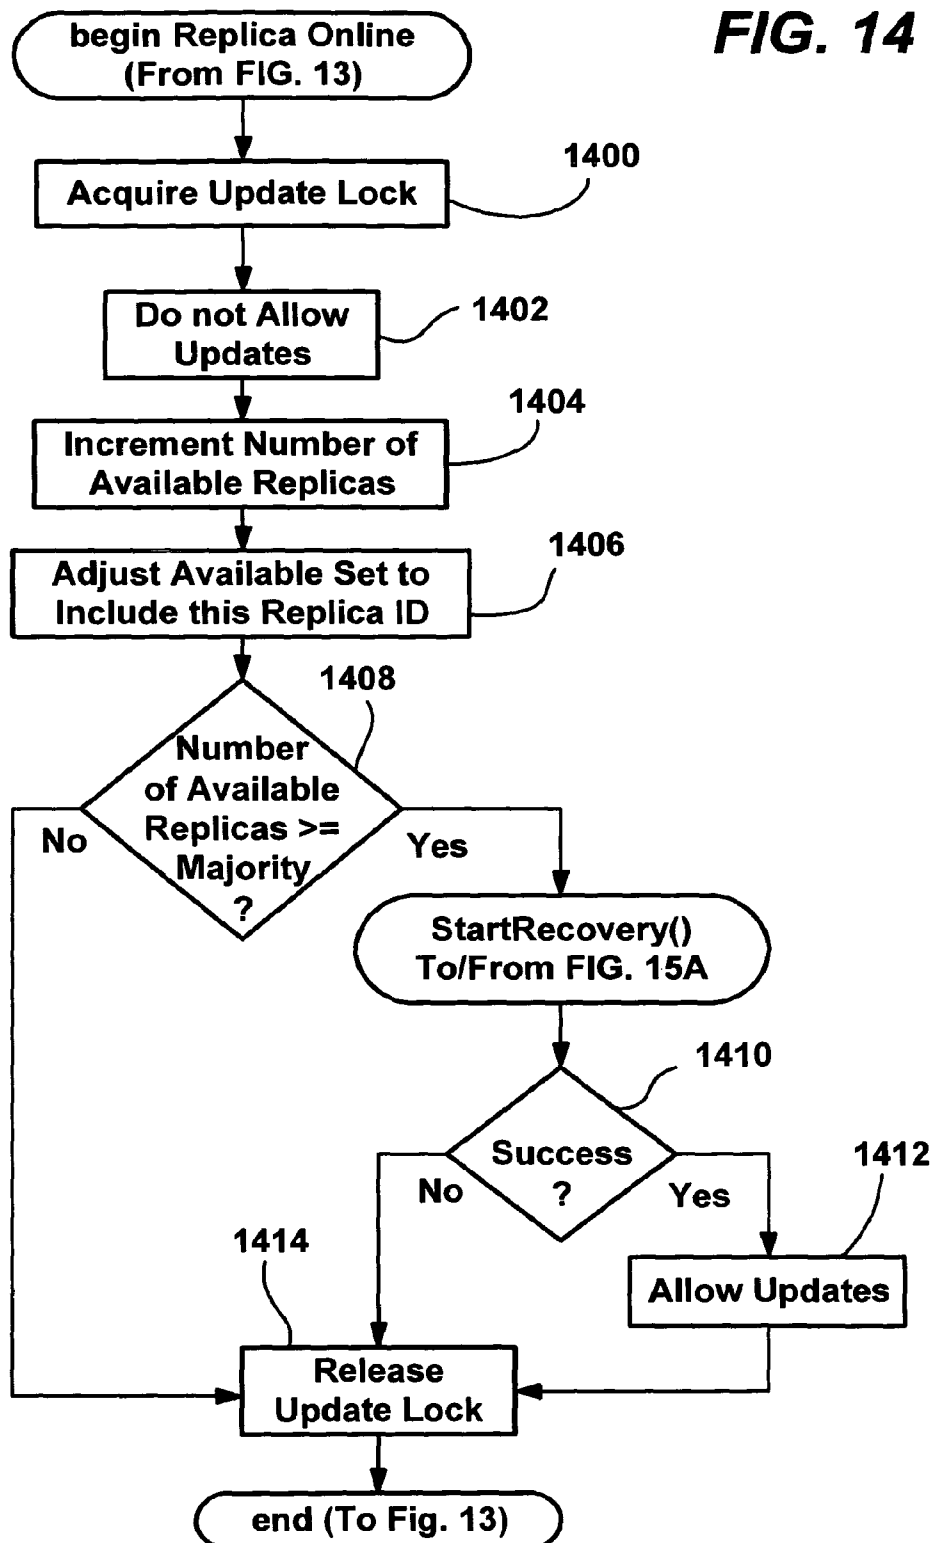 FIG. 14
begin Replica Online
(From FIG. 13)
1400
Acquire Update Lock
1402
Do not Allow
Updates
1404
Increment Number of
Available Replicas
1406
Adjust Available Set to
Include this Replica ID
1408
Number
of Available
Replicas >=
Majority
?
No
Yes
StartRecovery()
To/From FIG. 15A
1410
Success
?
No
Yes
1412
Allow Updates
1414
Release
Update Lock
end (To Fig. 13)